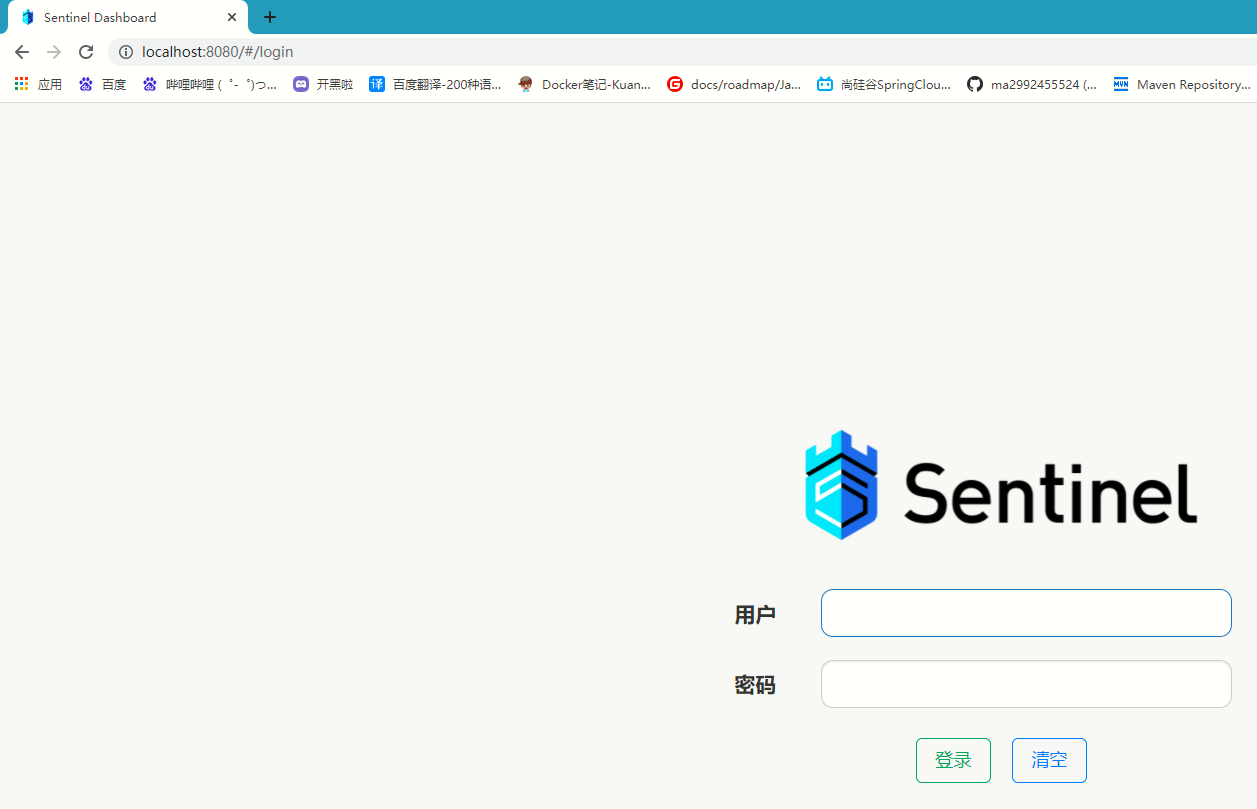 Sentinel Dashboard
localhost:8080/#/login
应用 百度 哔哩哔哩 (゜-゜)つ... 开黑啦 百度翻译-200种语... Docker笔记-Kuan... docs/roadmap/Ja... 尚硅谷SpringClou... ma2992455524 (... Maven Repository...
Sentinel
用户
密码
登录 清空